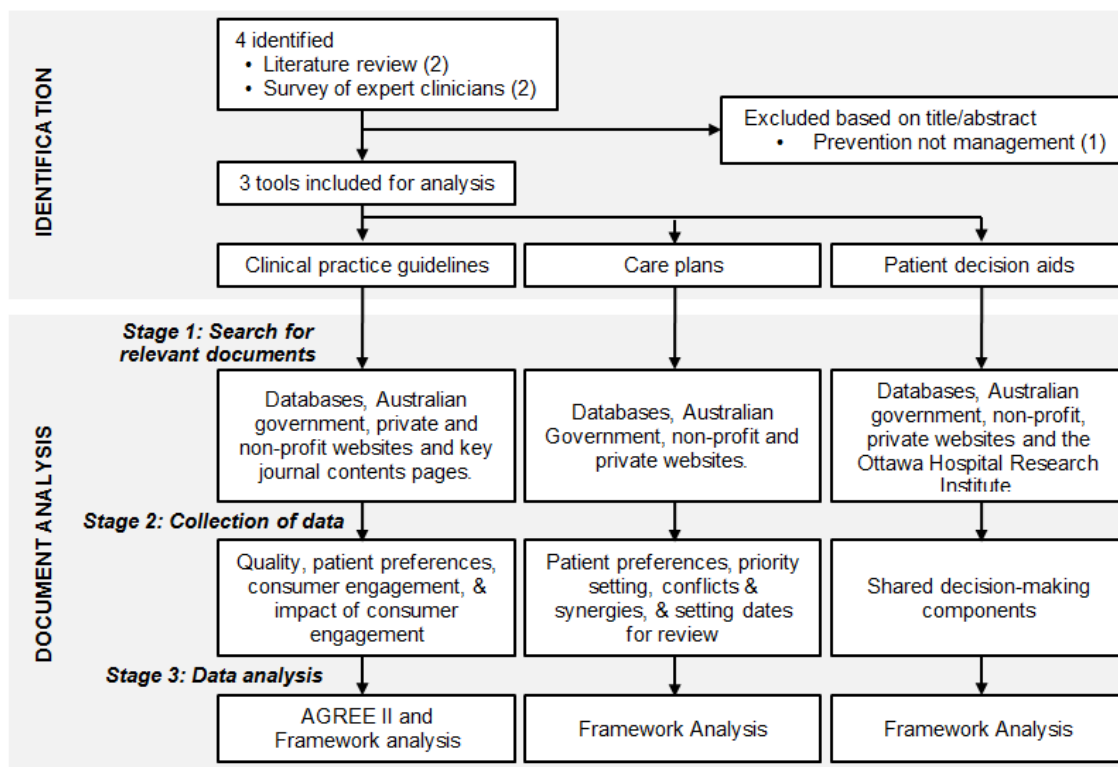 IDENTIFICATION
4 identified
• Literature review (2)
• Survey of expert clinicians (2)
Excluded based on title/abstract
• Prevention not management (1)
3 tools included for analysis
Clinical practice guidelines
Care plans
Patient decision aids
DOCUMENT ANALYSIS
Stage 1: Search for
relevant documents
Databases, Australian
government, private and
non-profit websites and key
journal contents pages.
Databases, Australian
Government, non-profit and
private websites.
Databases, Australian
government, non-profit,
private websites and the
Ottawa Hospital Research
Institute
Stage 2: Collection of data
Quality, patient preferences,
consumer engagement, &
impact of consumer
engagement
Patient preferences, priority
setting, conflicts &
synergies, & setting dates
for review
Shared decision-making
components
Stage 3: Data analysis
AGREE II and
Framework analysis
Framework Analysis
Framework Analysis